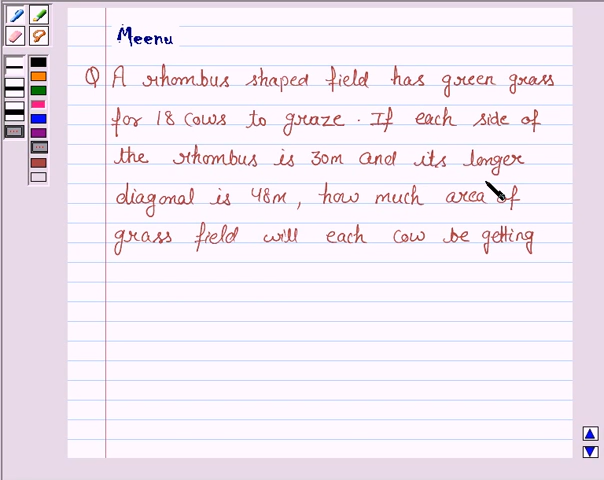 Meenu
Q A rhombus shaped field has green grass
for 18 cows to graze. If each side of
the rhombus is 30m and its longer
diagonal is 48m, how much area of
grass field will each cow be getting